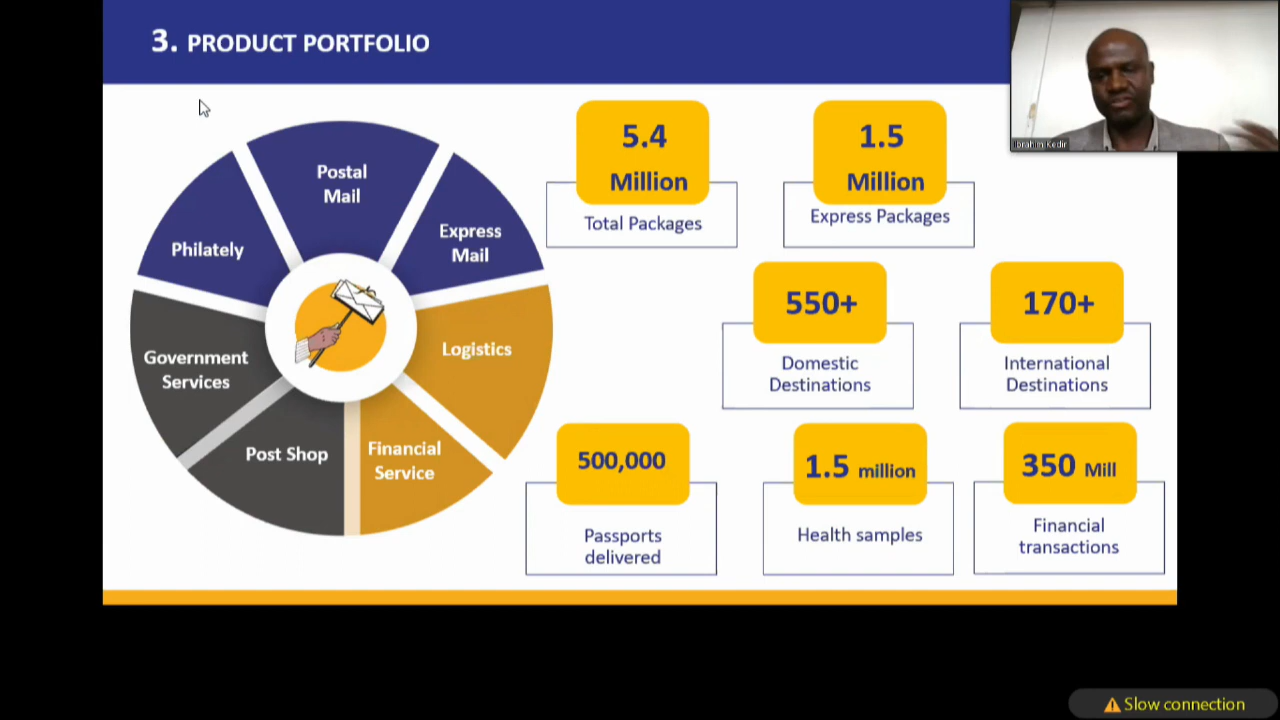 3. PRODUCT PORTFOLIO
Postal
Mail
Express
Mail
Philately
Logistics
Government
Services
Financial
Service
Post Shop
5.4
Million
Total Packages
1.5
Million
Express Packages
550+
Domestic
Destinations
170+
International
Destinations
500,000
Passports
delivered
1.5 million
Health samples
350 Mill
Financial
transactions
Ibrahim Kedir
Slow connection